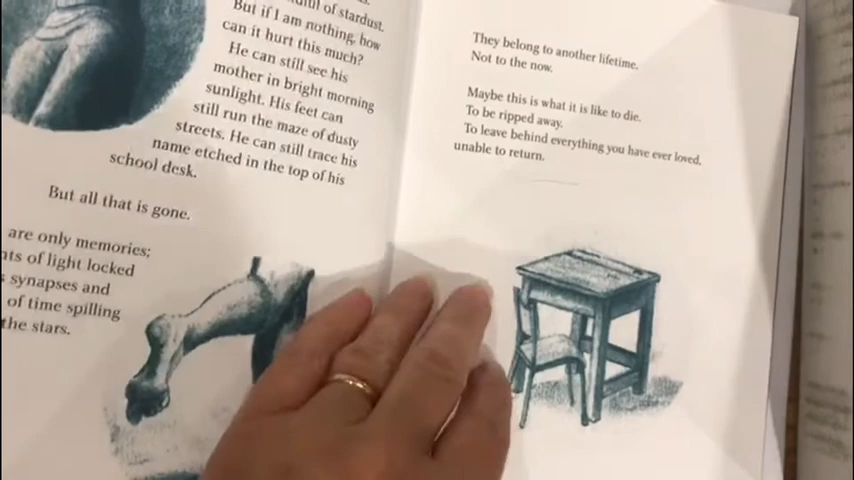 of stardust.
But if I am nothing, how
can it hurt this much?
He can still see his
mother in bright morning
sunlight. His feet can
still run the maze of dusty
streets. He can still trace his
name etched in the top of his
school desk.
But all that is gone.
are only memories;
of light locked
synapses and
of time spilling
the stars.
They belong to another lifetime.
Not to the now.
Maybe this is what it is like to die.
To be ripped away.
To leave behind everything you have ever loved,
unable to return.